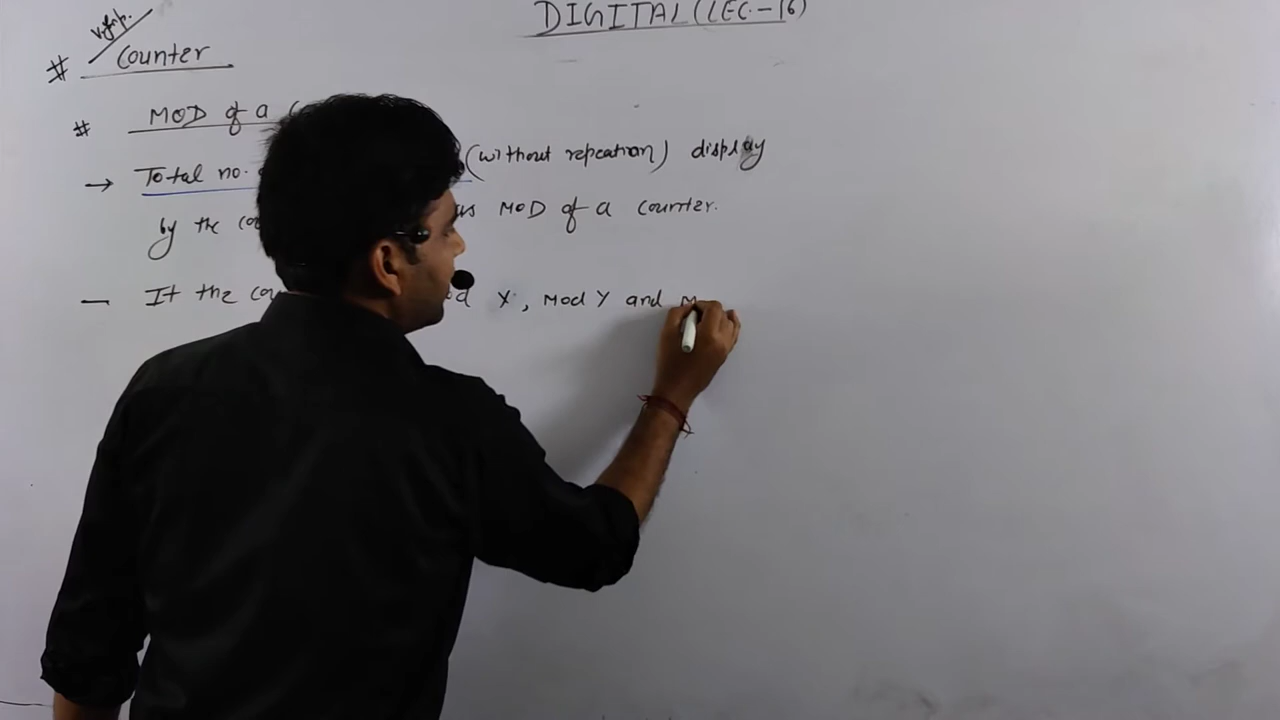 DIGITAL (LEC.-16)
v.imp.
# Counter
# MOD of a
→ Total no. (without repeation) display
by the MOD of a counter.
- If the X, Mod Y and M